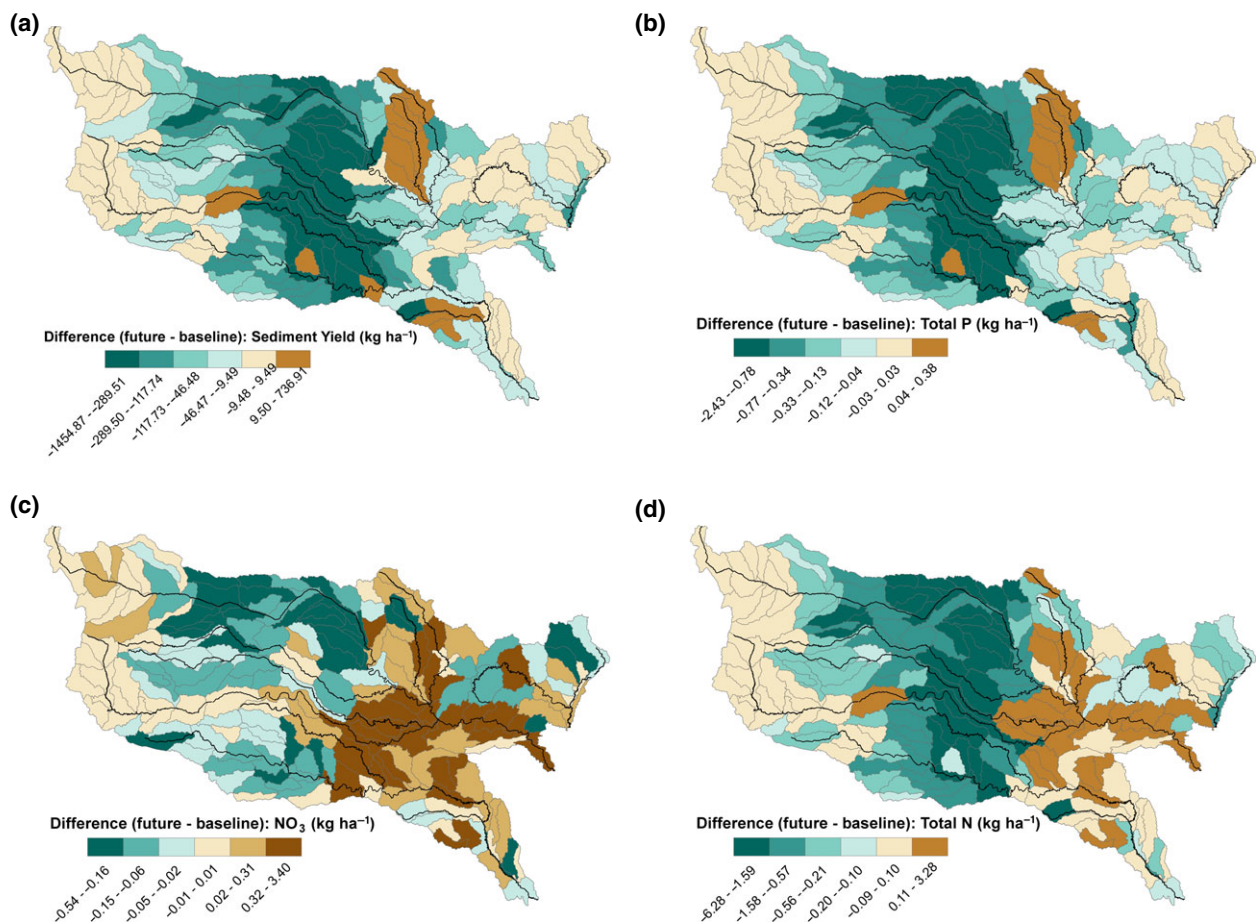 (a)
Difference (future - baseline): Sediment Yield (kg ha⁻¹)
−1454.87 - −289.51
−289.50 - −117.74
−117.73 - −46.48
−46.47 - −9.49
−9.48 - 9.49
9.50 - 736.91
(b)
Difference (future - baseline): Total P (kg ha⁻¹)
−2.43 - −0.78
−0.77 - −0.34
−0.33 - −0.13
−0.12 - −0.04
−0.03 - 0.03
0.04 - 0.38
(c)
Difference (future - baseline): NO₃ (kg ha⁻¹)
−0.54 - −0.16
−0.15 - −0.06
−0.05 - −0.02
−0.01 - 0.01
0.02 - 0.31
0.32 - 3.40
(d)
Difference (future - baseline): Total N (kg ha⁻¹)
−6.28 - −1.59
−1.58 - −0.57
−0.56 - −0.21
−0.20 - −0.10
−0.09 - 0.10
0.11 - 3.28